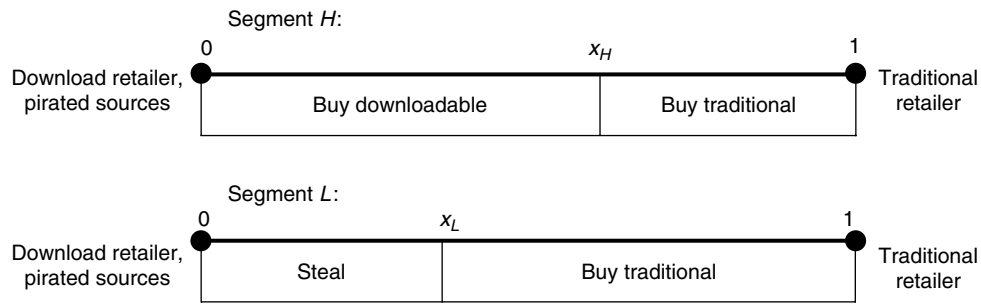 Segment H:
0
x_H
1
Download retailer,
pirated sources
Traditional
retailer
Buy downloadable
Buy traditional
Segment L:
0
x_L
1
Download retailer,
pirated sources
Traditional
retailer
Steal
Buy traditional